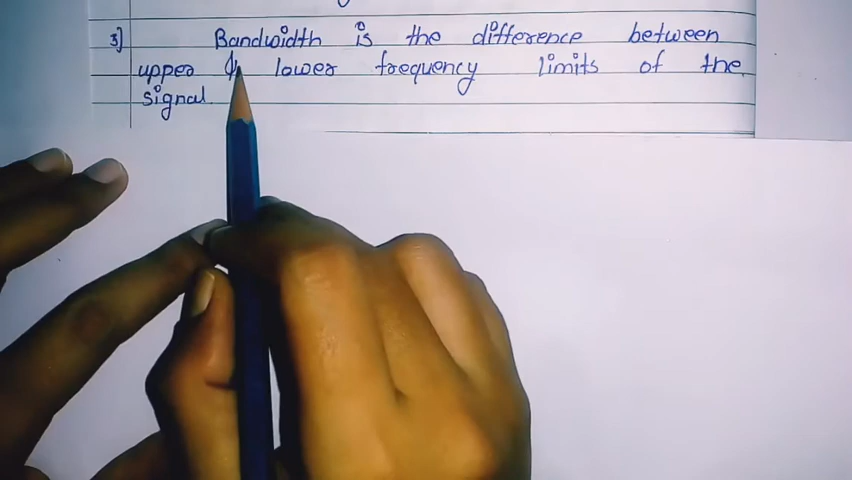 3] Bandwidth is the difference between
upper & lower frequency limits of the
signal